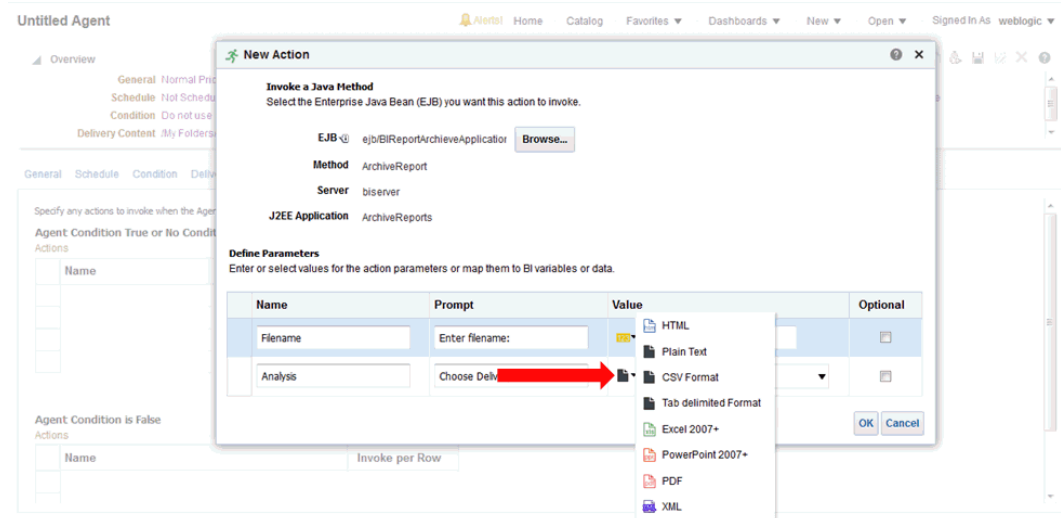 Untitled Agent
Alerts! Home Catalog Favorites Dashboards New Open Signed In As weblogic
Overview
General Normal Prio
Schedule Not Schedu
Condition Do not use
Delivery Content /My Folders
General Schedule Condition Deliv
Specify any actions to invoke when the Agen
Agent Condition True or No Condit
Actions
Name
Agent Condition is False
Actions
Name Invoke per Row
New Action
Invoke a Java Method
Select the Enterprise Java Bean (EJB) you want this action to invoke.
EJB ejb/BIReportArchieveApplication Browse...
Method ArchiveReport
Server biserver
J2EE Application ArchiveReports
Define Parameters
Enter or select values for the action parameters or map them to BI variables or data.
Name Prompt Value Optional
Filename Enter filename:
Analysis Choose Deliv
HTML
Plain Text
CSV Format
Tab delimited Format
Excel 2007+
PowerPoint 2007+
PDF
XML
OK Cancel